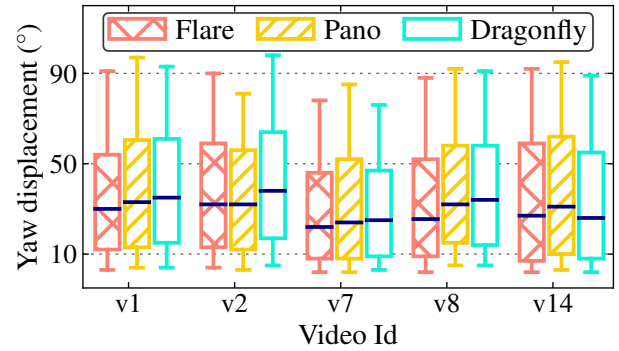 Flare Pano Dragonfly
Yaw displacement (°)
90
50
10
v1 v2 v7 v8 v14
Video Id